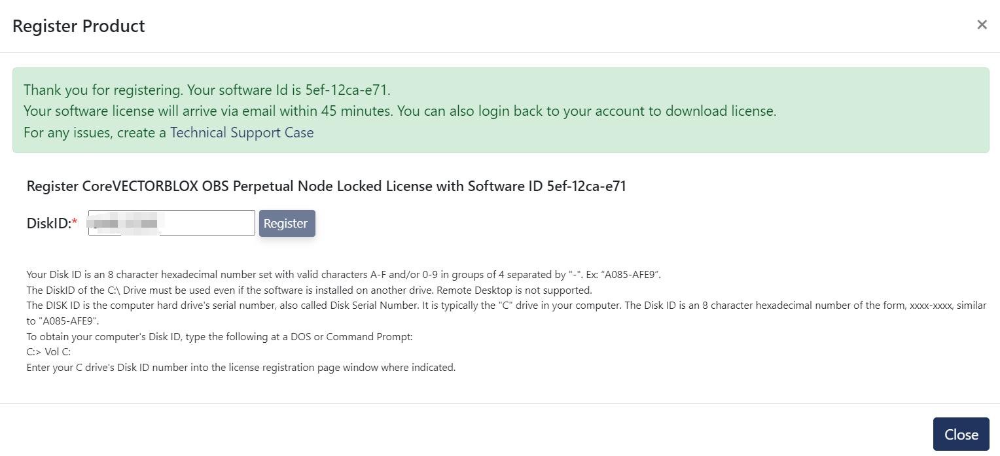 Register Product
×
Thank you for registering. Your software Id is 5ef-12ca-e71.
Your software license will arrive via email within 45 minutes. You can also login back to your account to download license.
For any issues, create a Technical Support Case
Register CoreVECTORBLOX OBS Perpetual Node Locked License with Software ID 5ef-12ca-e71
DiskID:* Register
Your Disk ID is an 8 character hexadecimal number set with valid characters A-F and/or 0-9 in groups of 4 separated by "-". Ex: “A085-AFE9”.
The DiskID of the C:\ Drive must be used even if the software is installed on another drive. Remote Desktop is not supported.
The DISK ID is the computer hard drive's serial number, also called Disk Serial Number. It is typically the "C" drive in your computer. The Disk ID is an 8 character hexadecimal number of the form, xxxx-xxxx, similar
to "A085-AFE9".
To obtain your computer's Disk ID, type the following at a DOS or Command Prompt:
C:> Vol C:
Enter your C drive's Disk ID number into the license registration page window where indicated.
Close